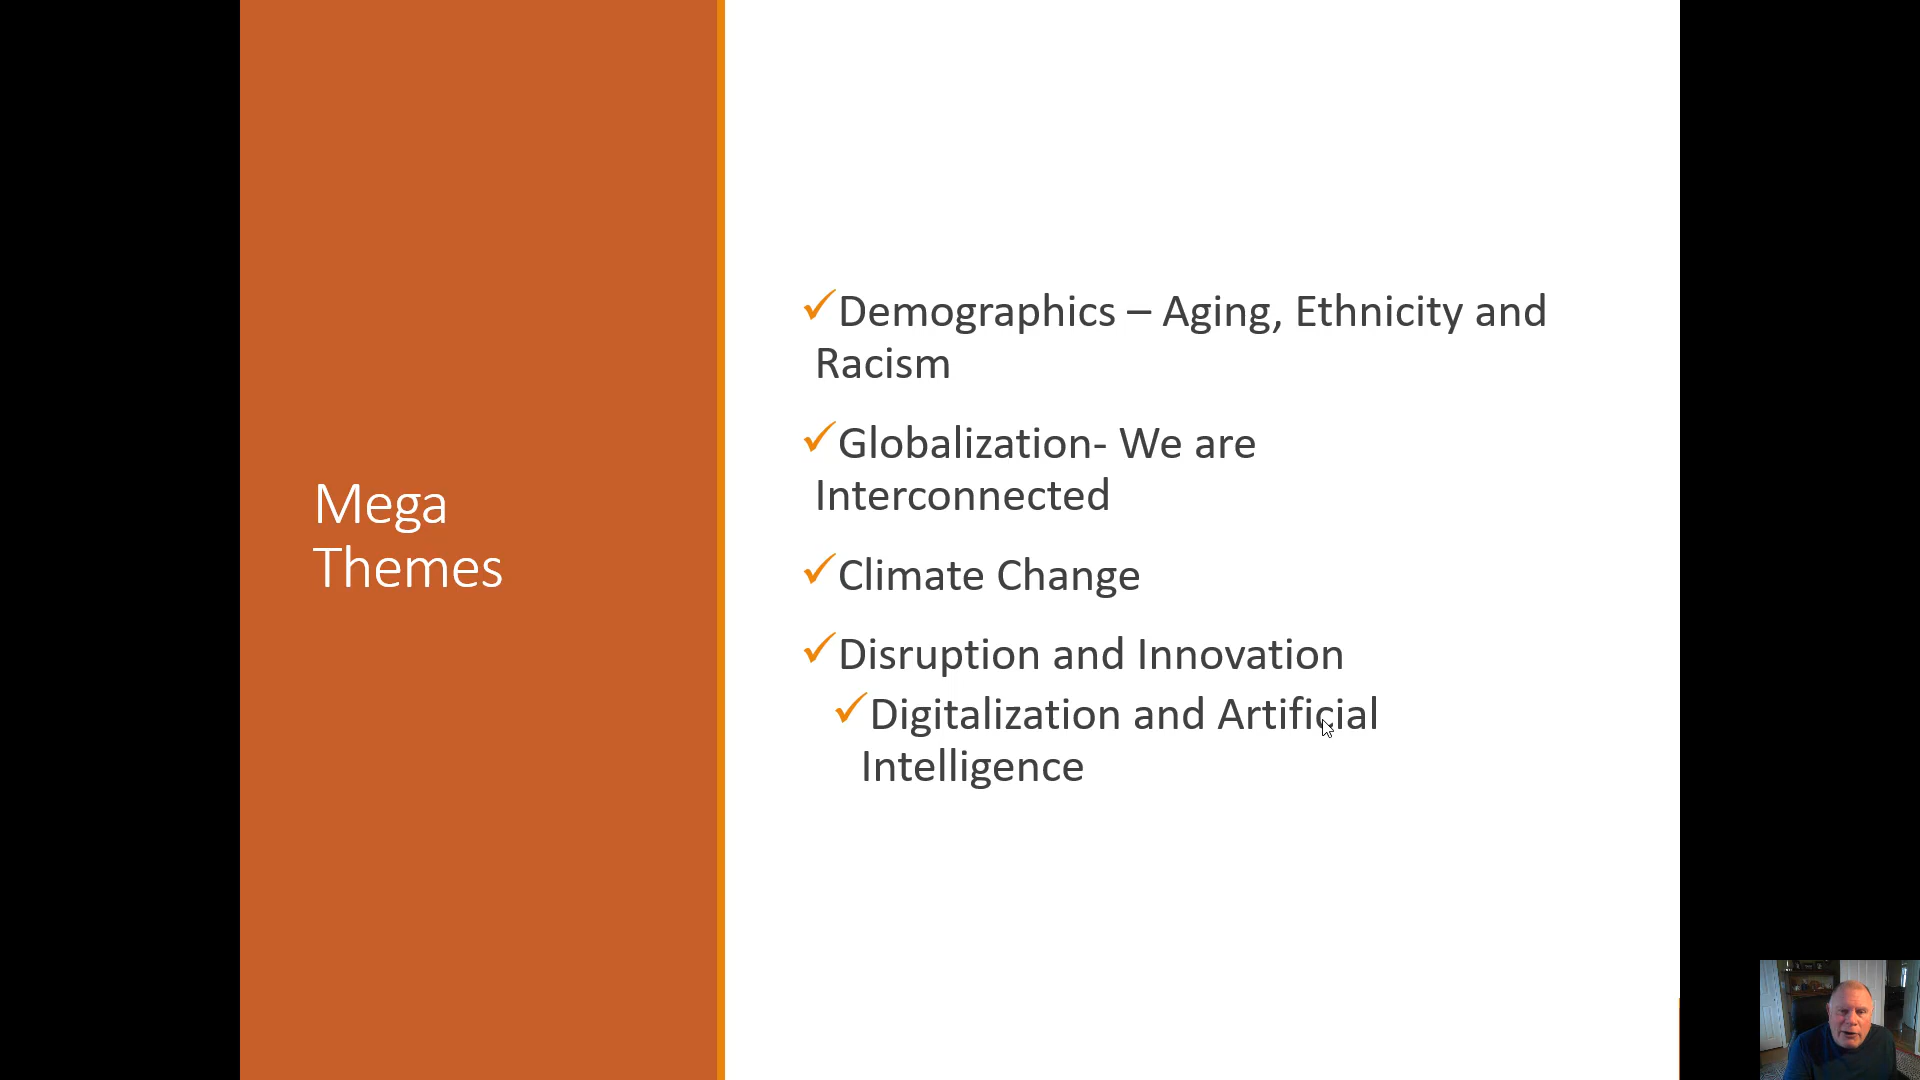 Mega
Themes
Demographics – Aging, Ethnicity and
Racism
Globalization- We are
Interconnected
Climate Change
Disruption and Innovation
Digitalization and Artificial
Intelligence